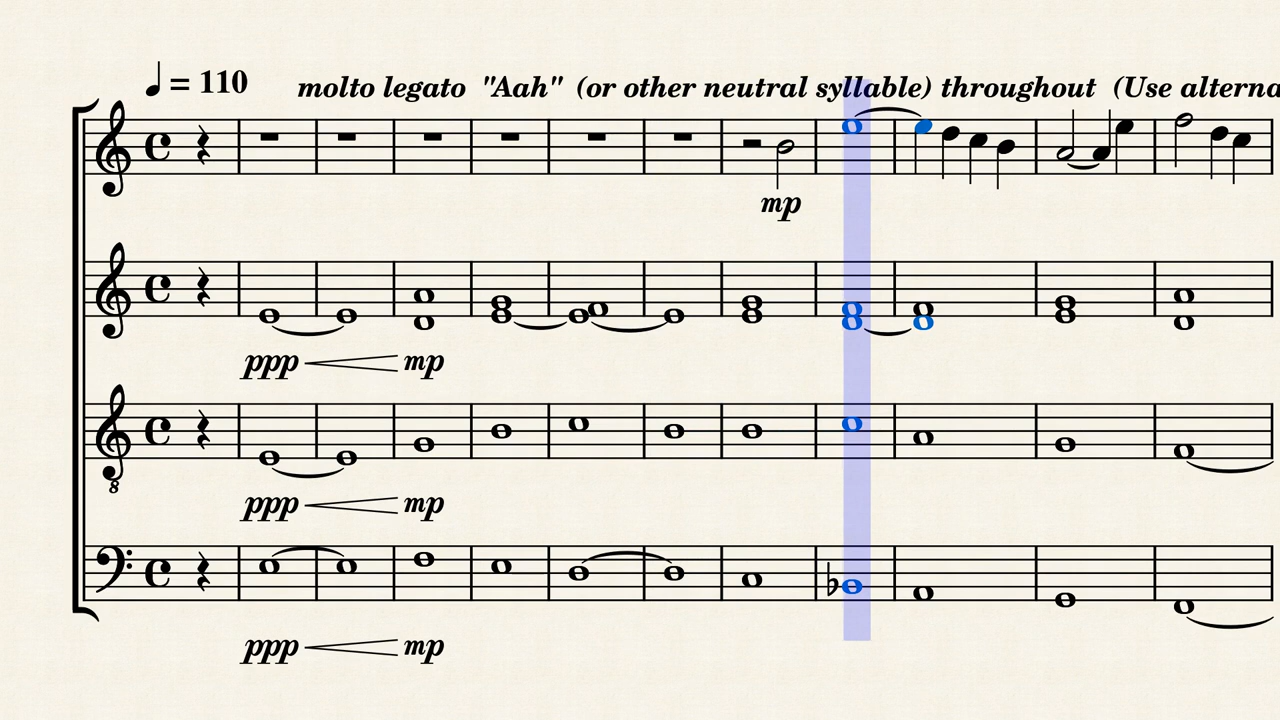 ♩ = 110 molto legato "Aah" (or other neutral syllable) throughout (Use alterna
mp
ppp mp
8
ppp mp
ppp mp